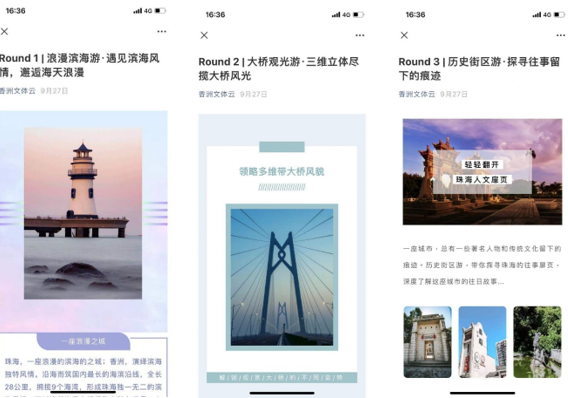 16:36
4G
Round 1 | 浪漫滨海游·遇见滨海风
情，邂逅海天浪漫
香洲文体云 9月27日
一座浪漫之城
珠海，一座浪漫的滨海之城；香洲，演绎滨海
独特风情。沿海而筑国内最长的海滨沿线，全长
28公里，拥揽9个海湾，形成珠海独一无二的滨
16:36
4G
Round 2 | 大桥观光游·三维立体尽
揽大桥风光
香洲文体云 9月27日
领略多维带大桥风貌
16:36
4G
Round 3 | 历史街区游·探寻往事留
下的痕迹
香洲文体云 9月27日
轻轻翻开
珠海人文扉页
一座城市，总有一些著名人物和传统文化留下的
痕迹。历史街区游，带你探寻珠海的往事扉页，
深度了解这座城市的往日故事...